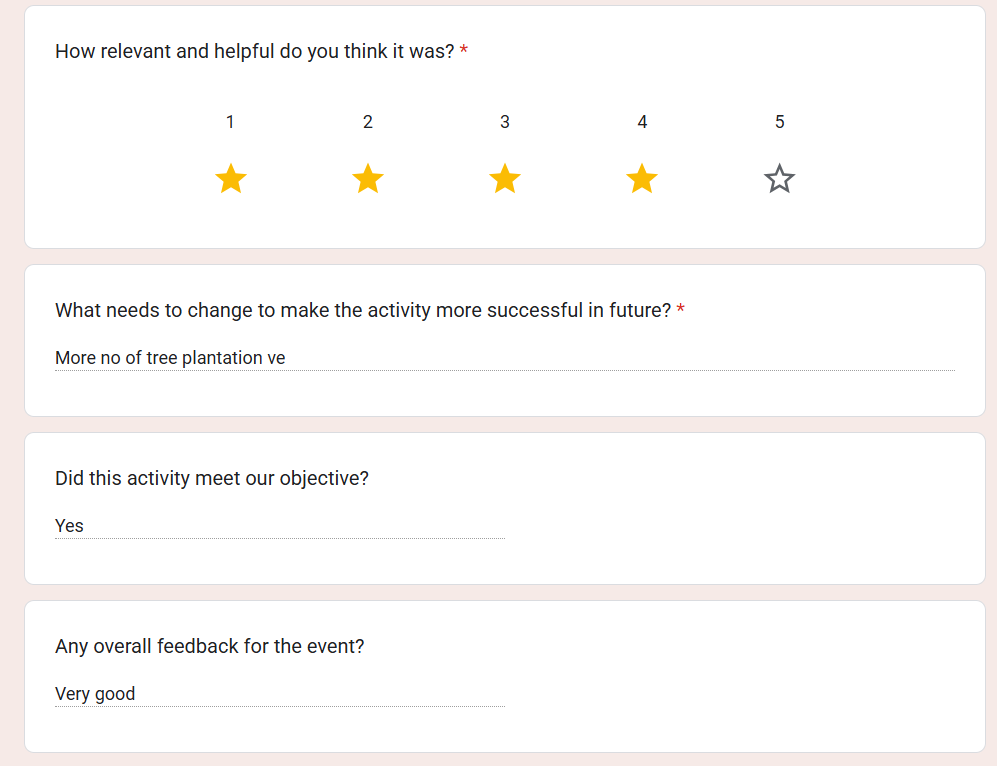 How relevant and helpful do you think it was? *
1 2 3 4 5
What needs to change to make the activity more successful in future? *
More no of tree plantation ve
Did this activity meet our objective?
Yes
Any overall feedback for the event?
Very good